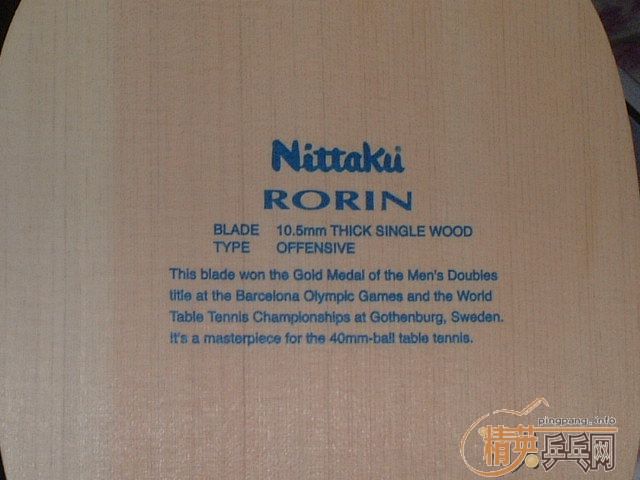 Nittaku
RORIN
BLADE 10.5mm THICK SINGLE WOOD
TYPE OFFENSIVE
This blade won the Gold Medal of the Men's Doubles
title at the Barcelona Olympic Games and the World
Table Tennis Championships at Gothenburg, Sweden.
It's a masterpiece for the 40mm-ball table tennis.
pingpang.info
精英乒乓网